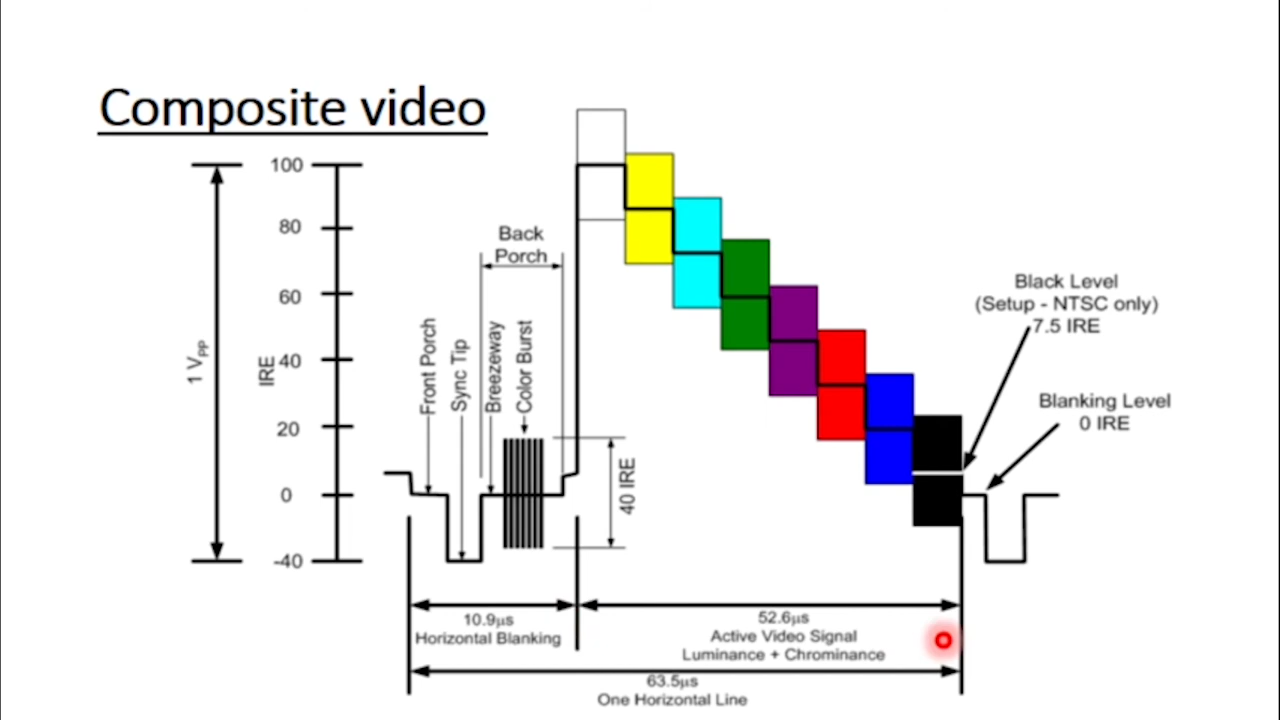 Composite video
100
80
60
40
20
0
-40
IRE
1 VPP
Back
Porch
Front Porch
Sync Tip
Breezeway
Color Burst
40 IRE
Black Level
(Setup - NTSC only)
7.5 IRE
Blanking Level
0 IRE
10.9μs
Horizontal Blanking
52.6μs
Active Video Signal
Luminance + Chrominance
63.5μs
One Horizontal Line